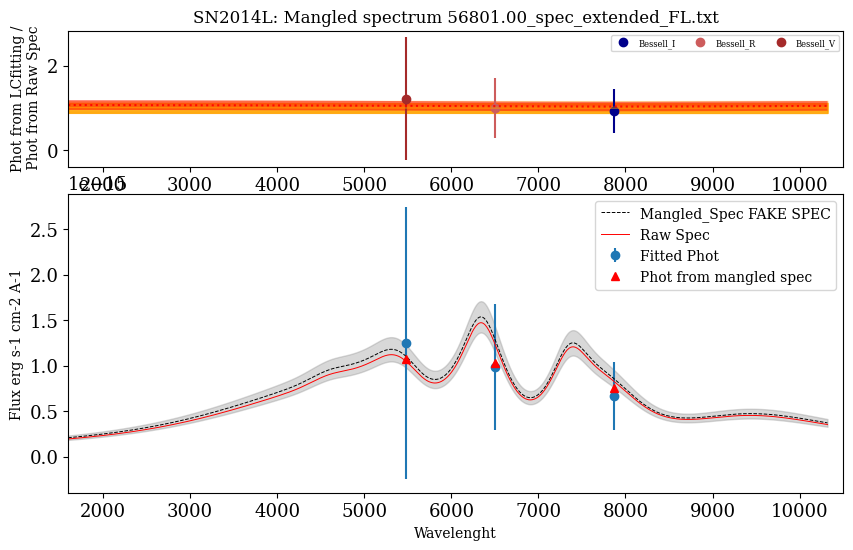 SN2014L: Mangled spectrum 56801.00_spec_extended_FL.txt
Phot from LCfitting /
Phot from Raw Spec
2
0
Bessell_I
Bessell_R
Bessell_V
2000 3000 4000 5000 6000 7000 8000 9000 10000
1e−15
Flux erg s-1 cm-2 A-1
2.5
2.0
1.5
1.0
0.5
0.0
Mangled_Spec FAKE SPEC
Raw Spec
Fitted Phot
Phot from mangled spec
2000 3000 4000 5000 6000 7000 8000 9000 10000
Wavelenght